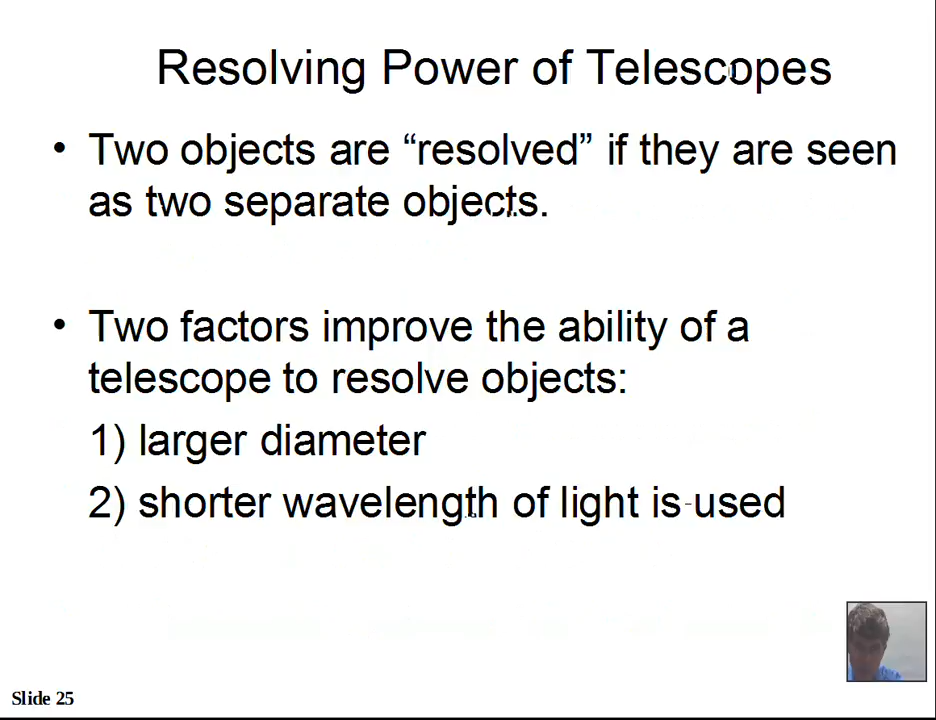 Resolving Power of Telescopes
• Two objects are “resolved” if they are seen
as two separate objects.
• Two factors improve the ability of a
telescope to resolve objects:
1) larger diameter
2) shorter wavelength of light is used
Slide 25